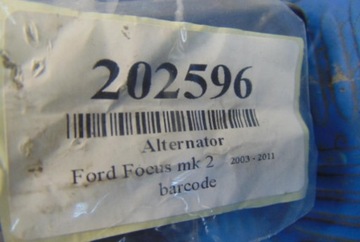 202596
Alternator
Ford Focus mk 2 2003 - 2011
barcode